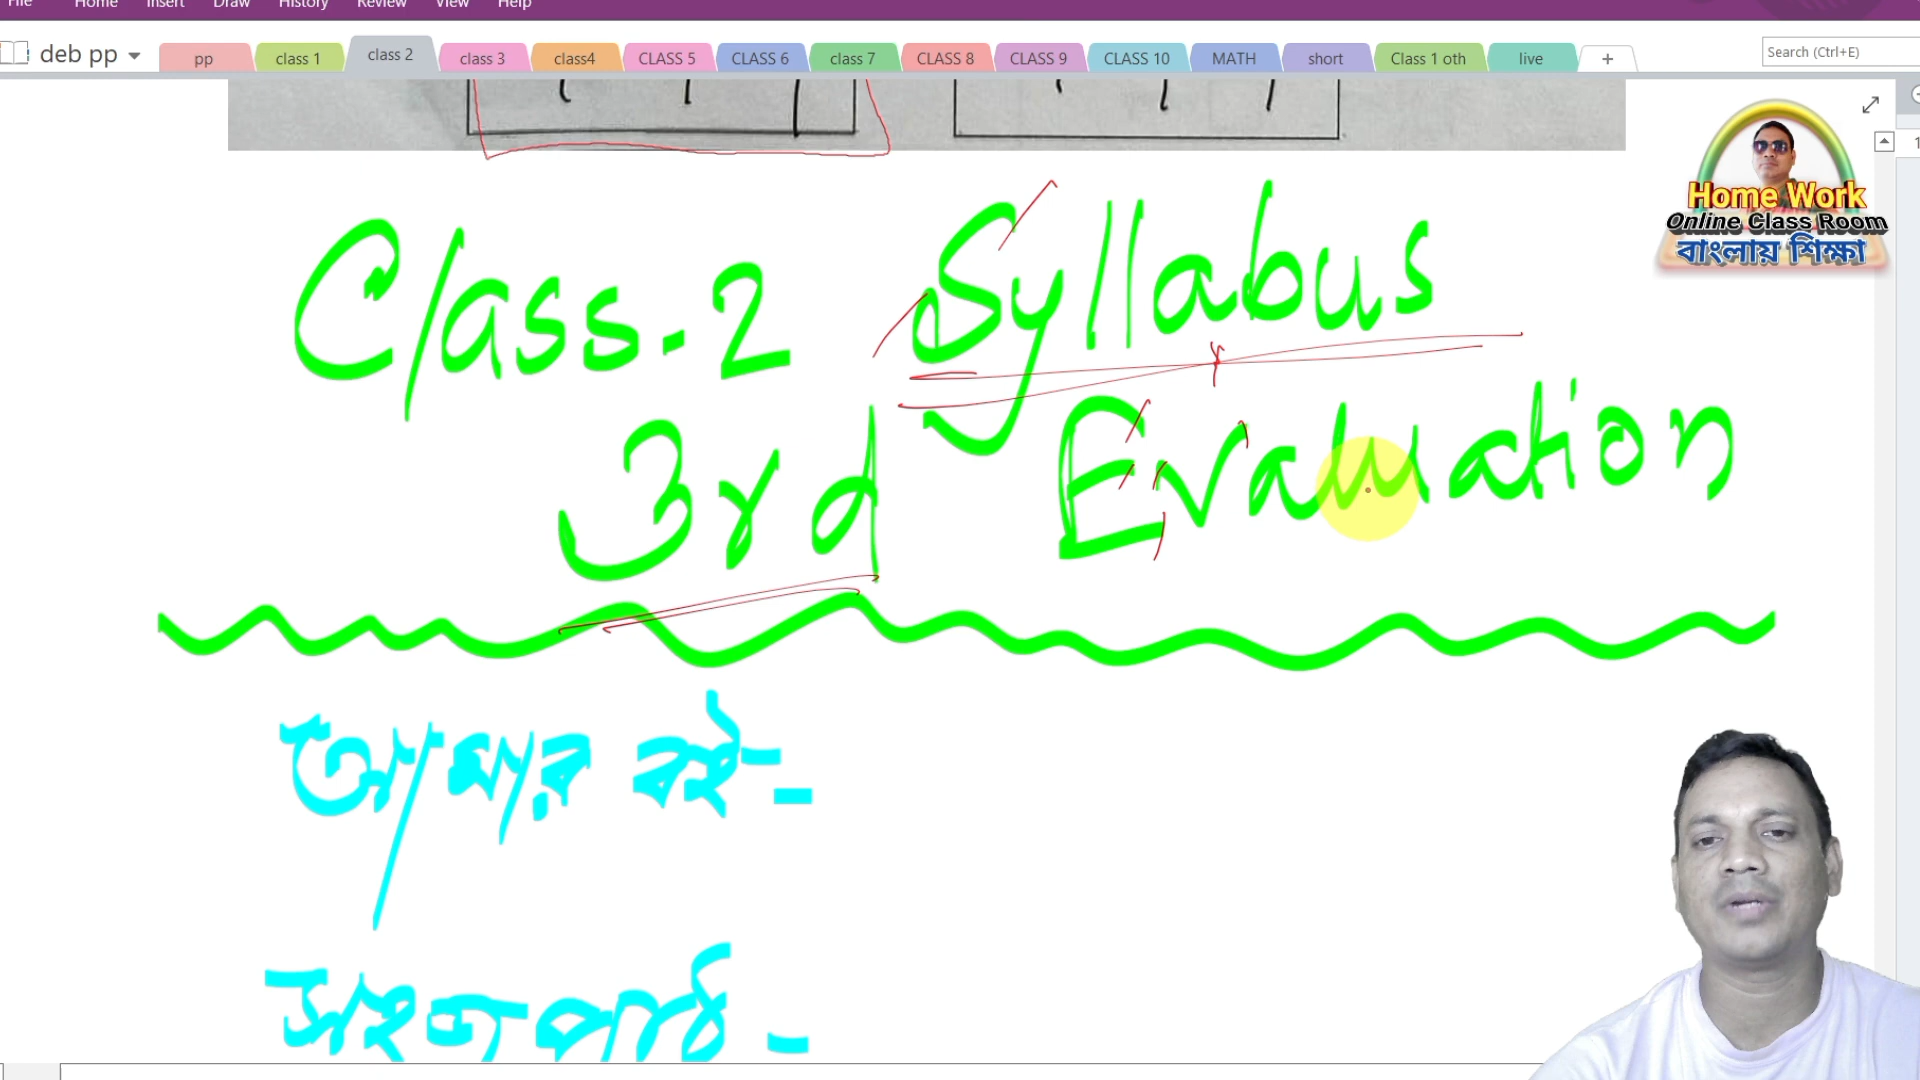 File Home Insert Draw History Review View Help
deb pp
pp class 1 class 2 class 3 class4 CLASS 5 CLASS 6 class 7 CLASS 8 CLASS 9 CLASS 10 MATH short Class 1 oth live +
Search (Ctrl+E)
Home Work
Online Class Room
বাংলায় শিক্ষা
Class-2 Syllabus
3rd Evaluation
আমার বই-
সহজপাঠ -